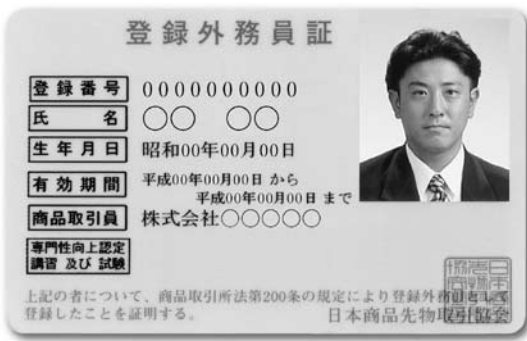 登録外務員証
登録番号 0000000000
氏名 ○○ ○○
生年月日 昭和00年00月00日
有効期間 平成00年00月00日 から
平成00年00月00日 まで
商品取引員 株式会社○○○○○
専門性向上認定
講習 及び 試験
上記の者について、商品取引所法第200条の規定により登録外務員として
登録したことを証明する。 日本商品先物取引協会